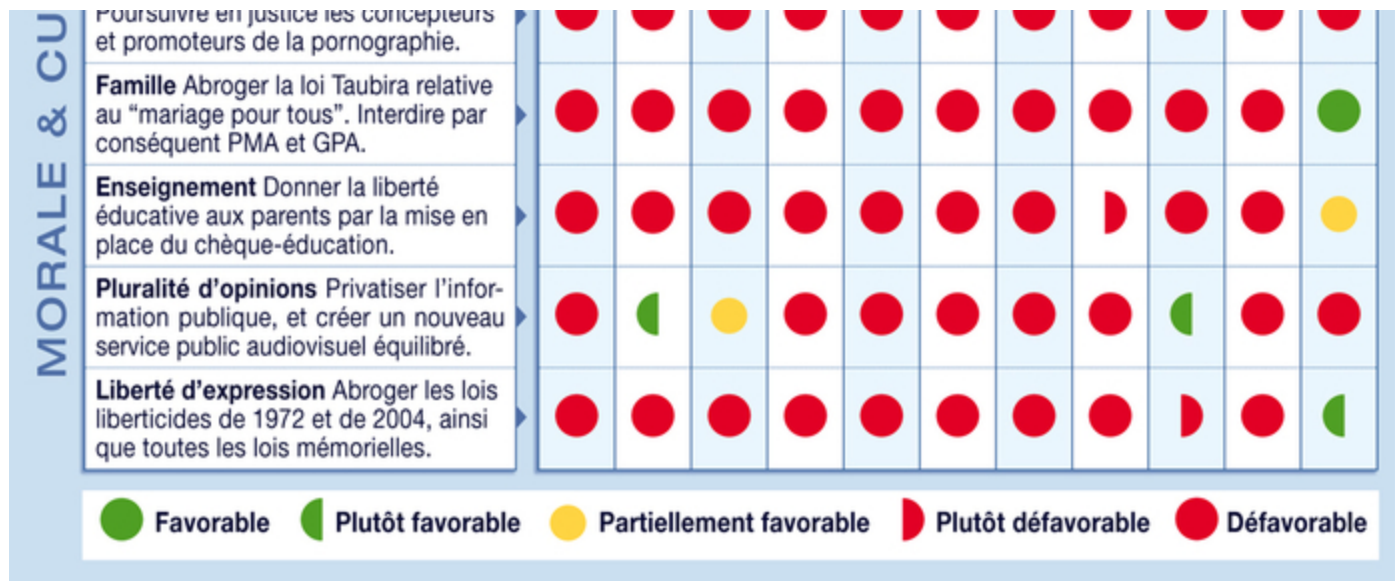 MORALE & CU
Poursuivre en justice les concepteurs
et promoteurs de la pornographie.
Famille Abroger la loi Taubira relative
au “mariage pour tous”. Interdire par
conséquent PMA et GPA.
Enseignement Donner la liberté
éducative aux parents par la mise en
place du chèque-éducation.
Pluralité d’opinions Privatiser l’infor-
mation publique, et créer un nouveau
service public audiovisuel équilibré.
Liberté d’expression Abroger les lois
liberticides de 1972 et de 2004, ainsi
que toutes les lois mémorielles.
Favorable Plutôt favorable Partiellement favorable Plutôt défavorable Défavorable